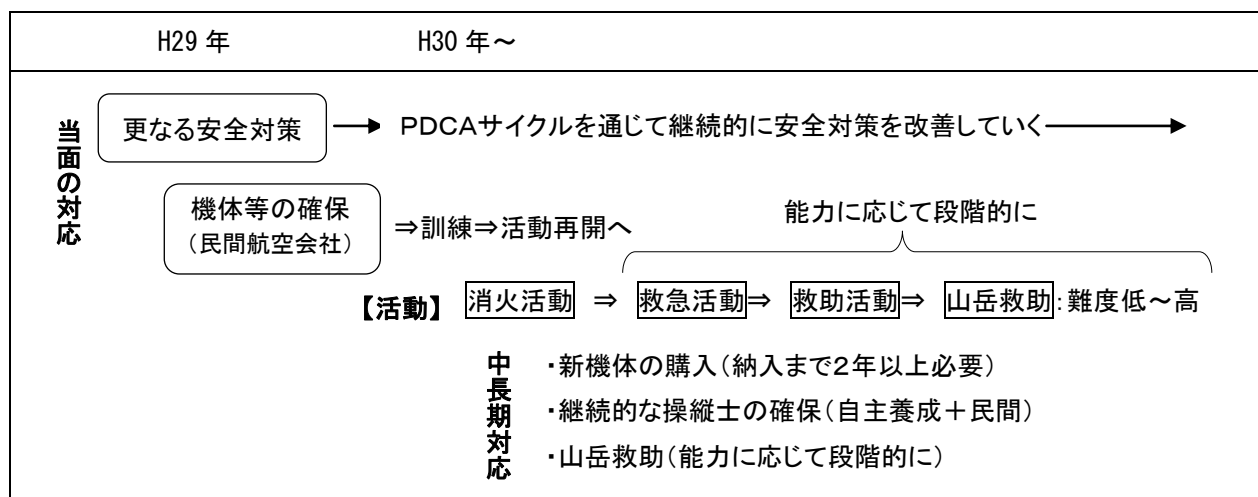 H29年 H30年～
当面の対応
更なる安全対策 → PDCAサイクルを通じて継続的に安全対策を改善していく →
機体等の確保
（民間航空会社）
⇒訓練⇒活動再開へ
能力に応じて段階的に
【活動】 消火活動 ⇒ 救急活動⇒ 救助活動⇒ 山岳救助：難度低～高
中長期対応
・新機体の購入（納入まで２年以上必要）
・継続的な操縦士の確保（自主養成＋民間）
・山岳救助（能力に応じて段階的に）